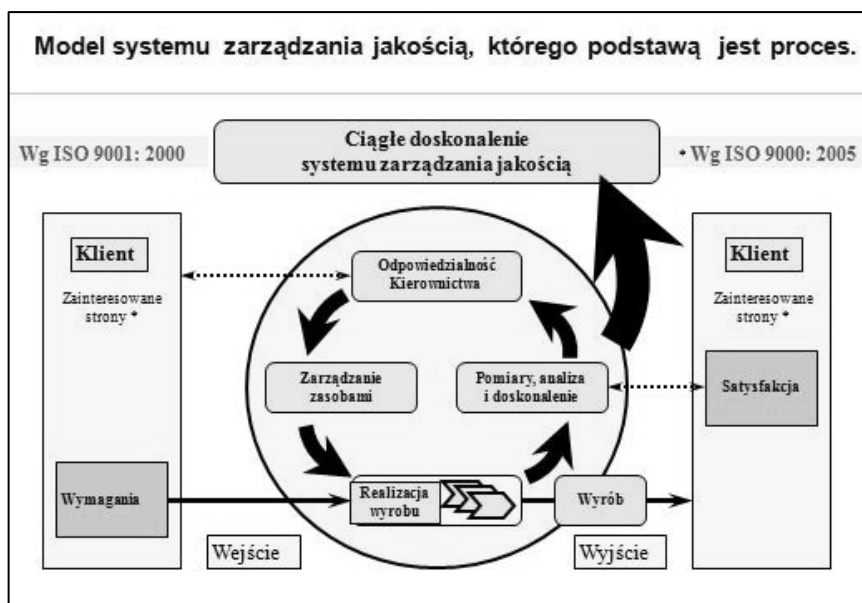 Model systemu zarządzania jakością, którego podstawą jest proces.
Wg ISO 9001: 2000
Ciągłe doskonalenie
systemu zarządzania jakością
* Wg ISO 9000: 2005
Klient
Zainteresowane
strony *
Odpowiedzialność
Kierownictwa
Klient
Zainteresowane
strony *
Zarządzanie
zasobami
Pomiary, analiza
i doskonalenie
Satysfakcja
Wymagania
Realizacja
wyrobu
Wyrób
Wejście
Wyjście